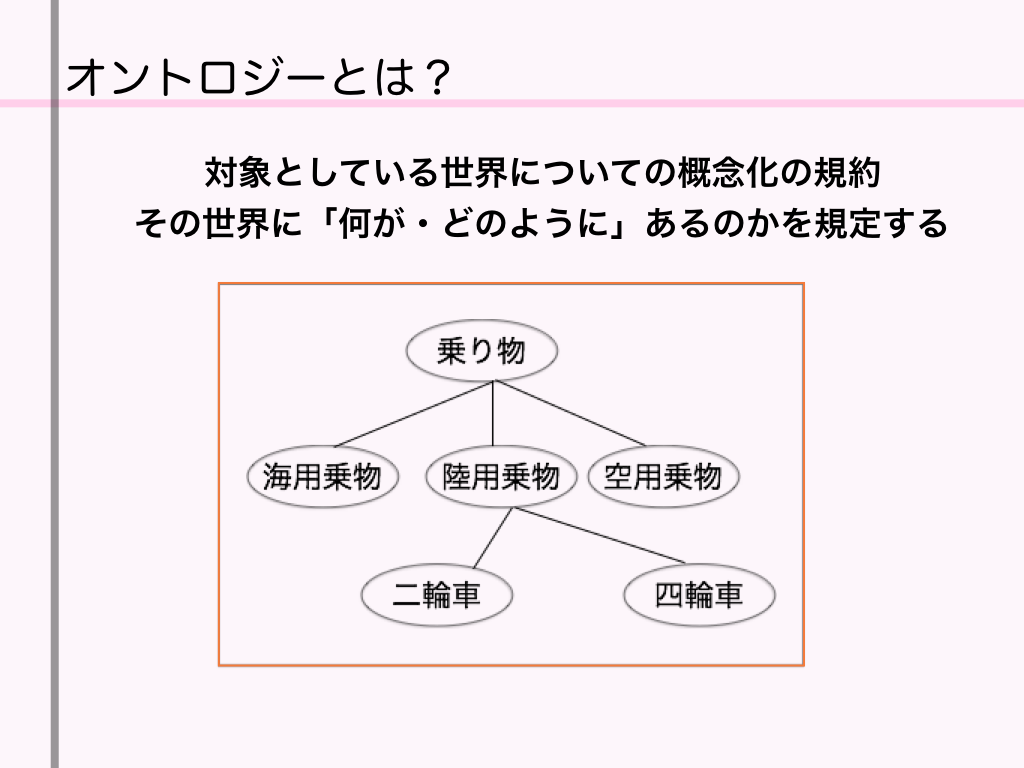 オントロジーとは？
対象としている世界についての概念化の規約
その世界に「何が・どのように」あるのかを規定する
乗り物
海用乗物
陸用乗物
空用乗物
二輪車
四輪車